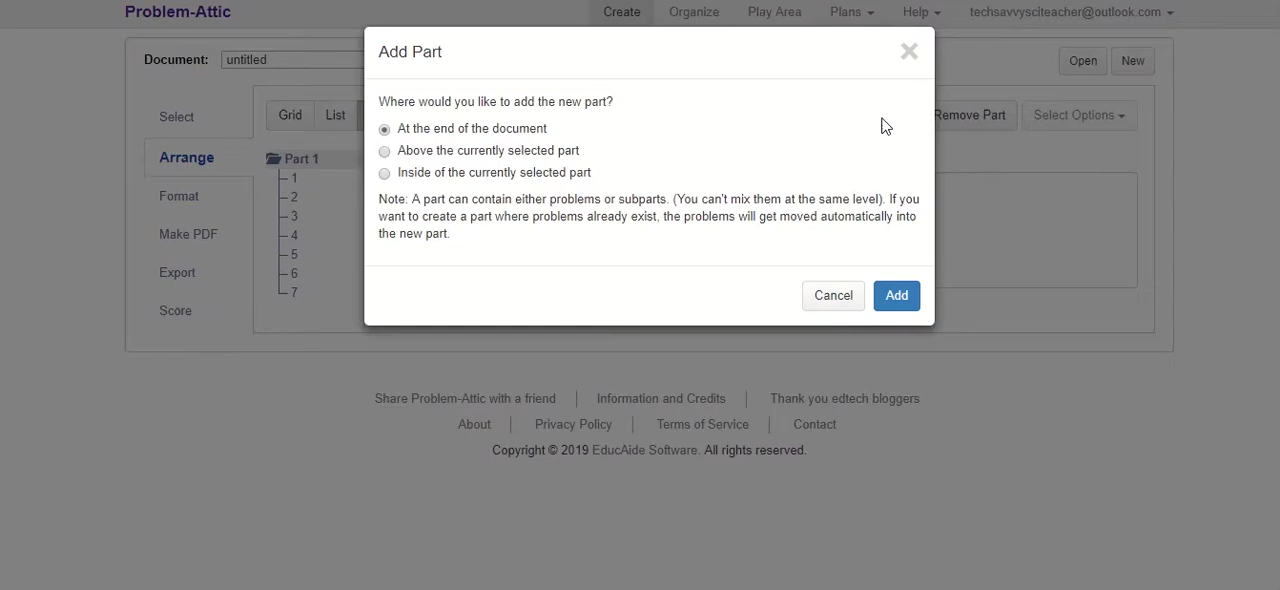 Problem-Attic
Create Organize Play Area Plans Help techsavvysciteacher@outlook.com
Document: untitled
Open New
Add Part
Where would you like to add the new part?
At the end of the document
Above the currently selected part
Inside of the currently selected part
Note: A part can contain either problems or subparts. (You can't mix them at the same level). If you
want to create a part where problems already exist, the problems will get moved automatically into
the new part.
Cancel Add
Select
Arrange
Format
Make PDF
Export
Score
Grid List
Remove Part Select Options
Part 1
1
2
3
4
5
6
7
Share Problem-Attic with a friend Information and Credits Thank you edtech bloggers
About Privacy Policy Terms of Service Contact
Copyright © 2019 EducAide Software. All rights reserved.